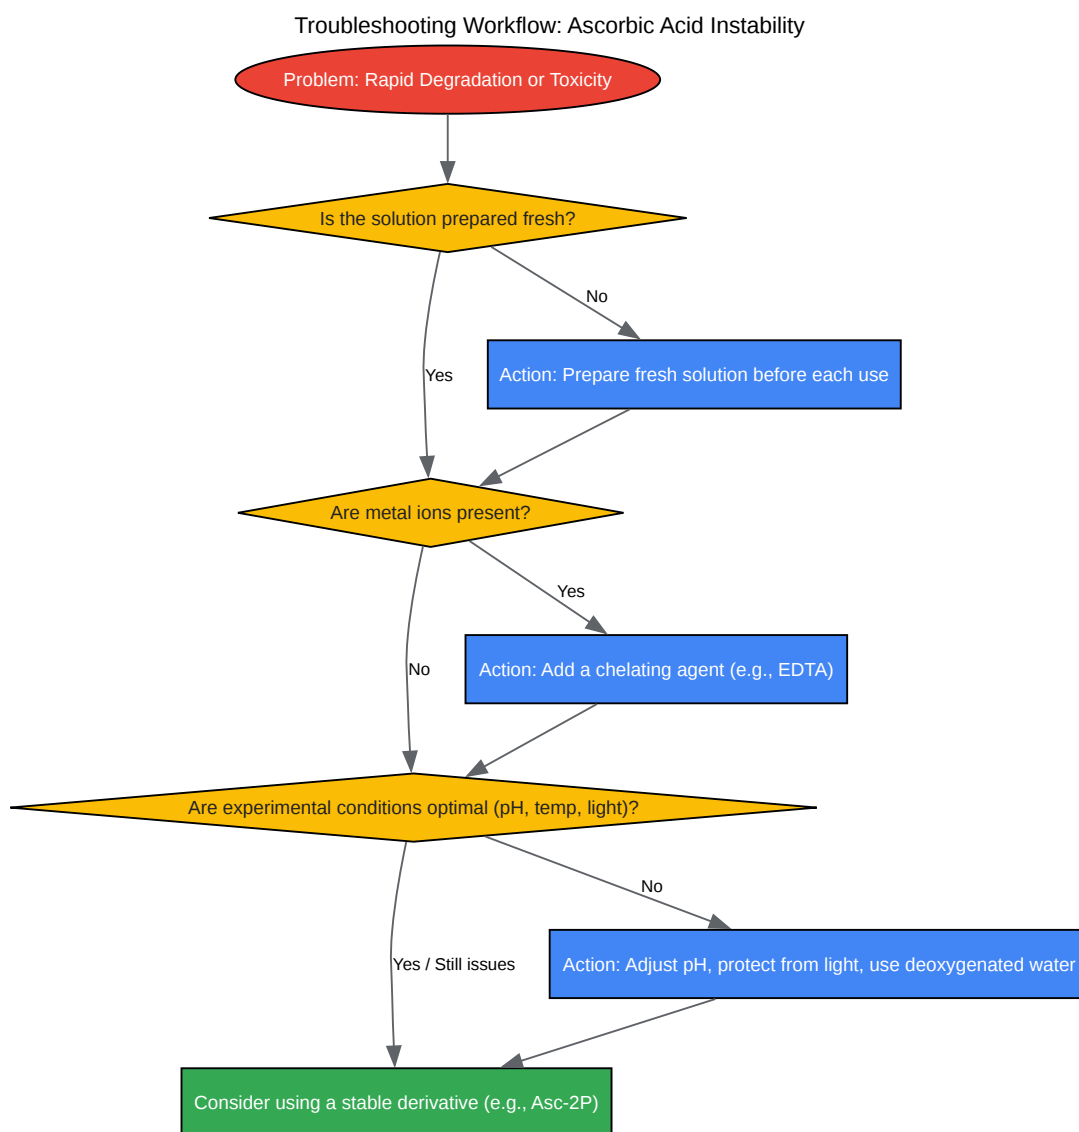 Troubleshooting Workflow: Ascorbic Acid Instability
Problem: Rapid Degradation or Toxicity
Is the solution prepared fresh?
No
Action: Prepare fresh solution before each use
Yes
Are metal ions present?
Yes
Action: Add a chelating agent (e.g., EDTA)
No
Are experimental conditions optimal (pH, temp, light)?
No
Yes / Still issues
Action: Adjust pH, protect from light, use deoxygenated water
Consider using a stable derivative (e.g., Asc-2P)